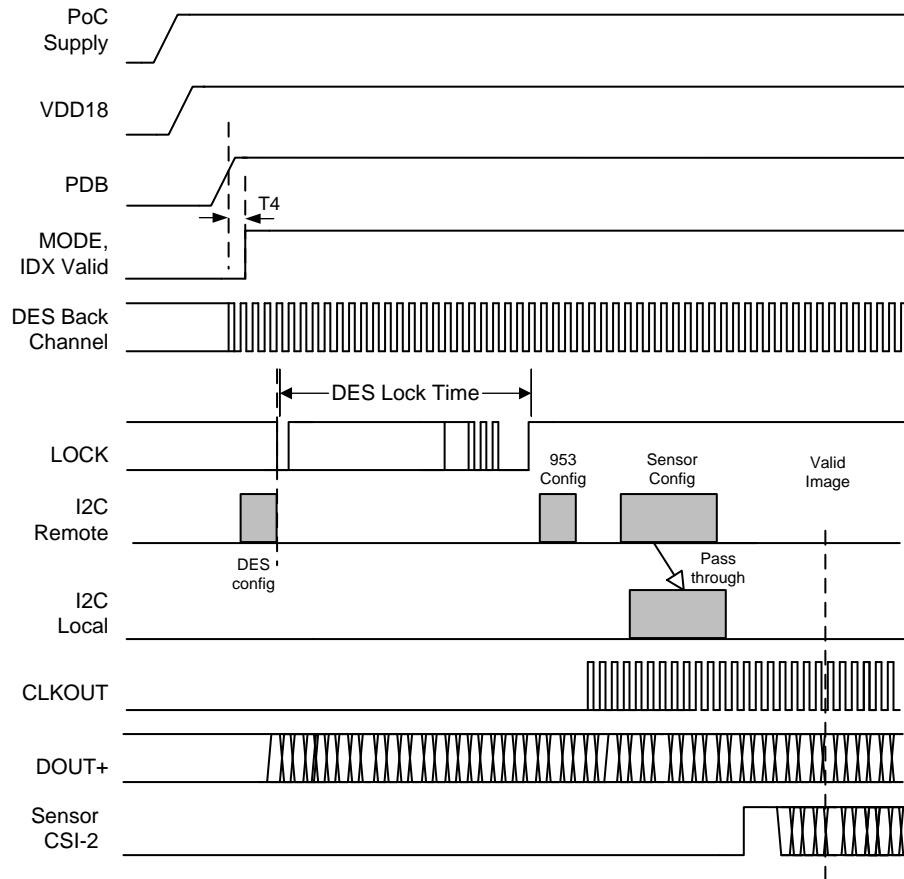 PoC
Supply
VDD18
PDB
T4
MODE,
IDX Valid
DES Back
Channel
DES Lock Time
LOCK
953
Config
Sensor
Config
Valid
Image
I2C
Remote
DES
config
Pass
through
I2C
Local
CLKOUT
DOUT+
Sensor
CSI-2